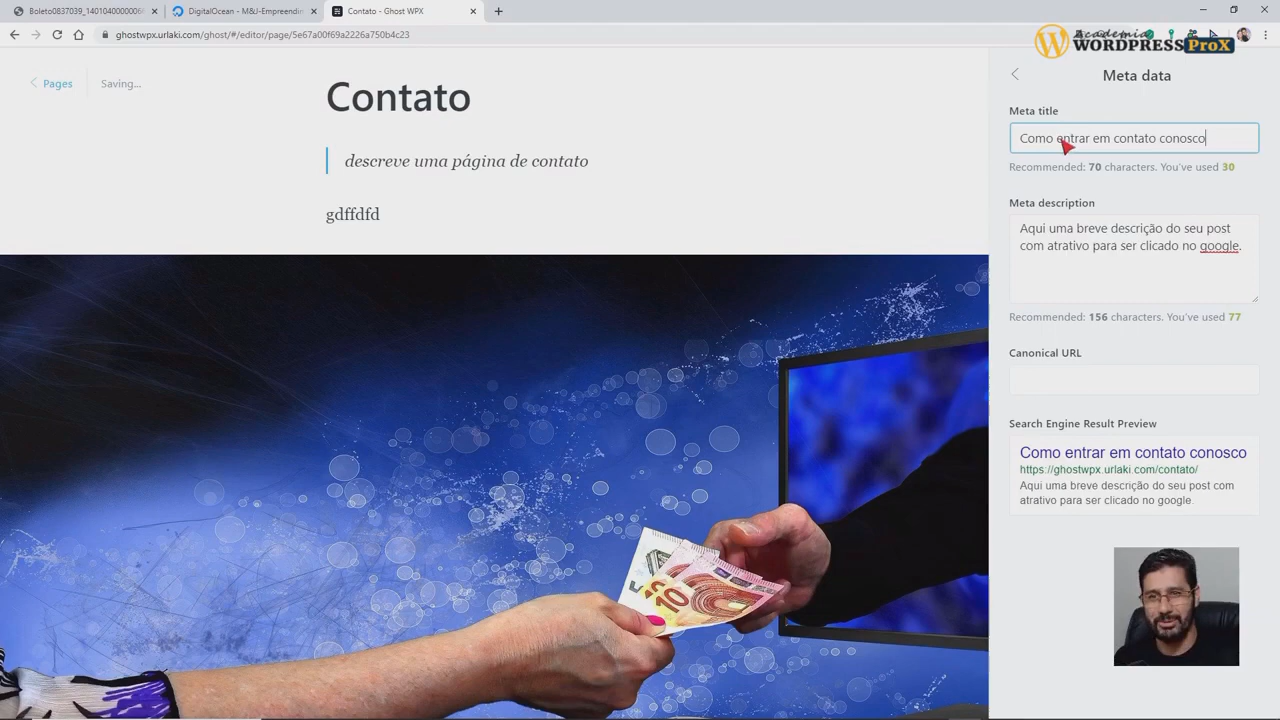 Boleto0837039_14010400000006
DigitalOcean - M&J-Empreendin
Contato - Ghost WPX
ghostwpx.urlaki.com/ghost/#/editor/page/5e67a00f69a2226a750b4c23
Academia
WORDPRESS ProX
Pages
Saving...
Meta data
Contato
descreve uma página de contato
gdffdfd
Meta title
Como entrar em contato conosco
Recommended: 70 characters. You've used 30
Meta description
Aqui uma breve descrição do seu post
com atrativo para ser clicado no google.
Recommended: 156 characters. You've used 77
Canonical URL
Search Engine Result Preview
Como entrar em contato conosco
https://ghostwpx.urlaki.com/contato/
Aqui uma breve descrição do seu post com
atrativo para ser clicado no google.
10